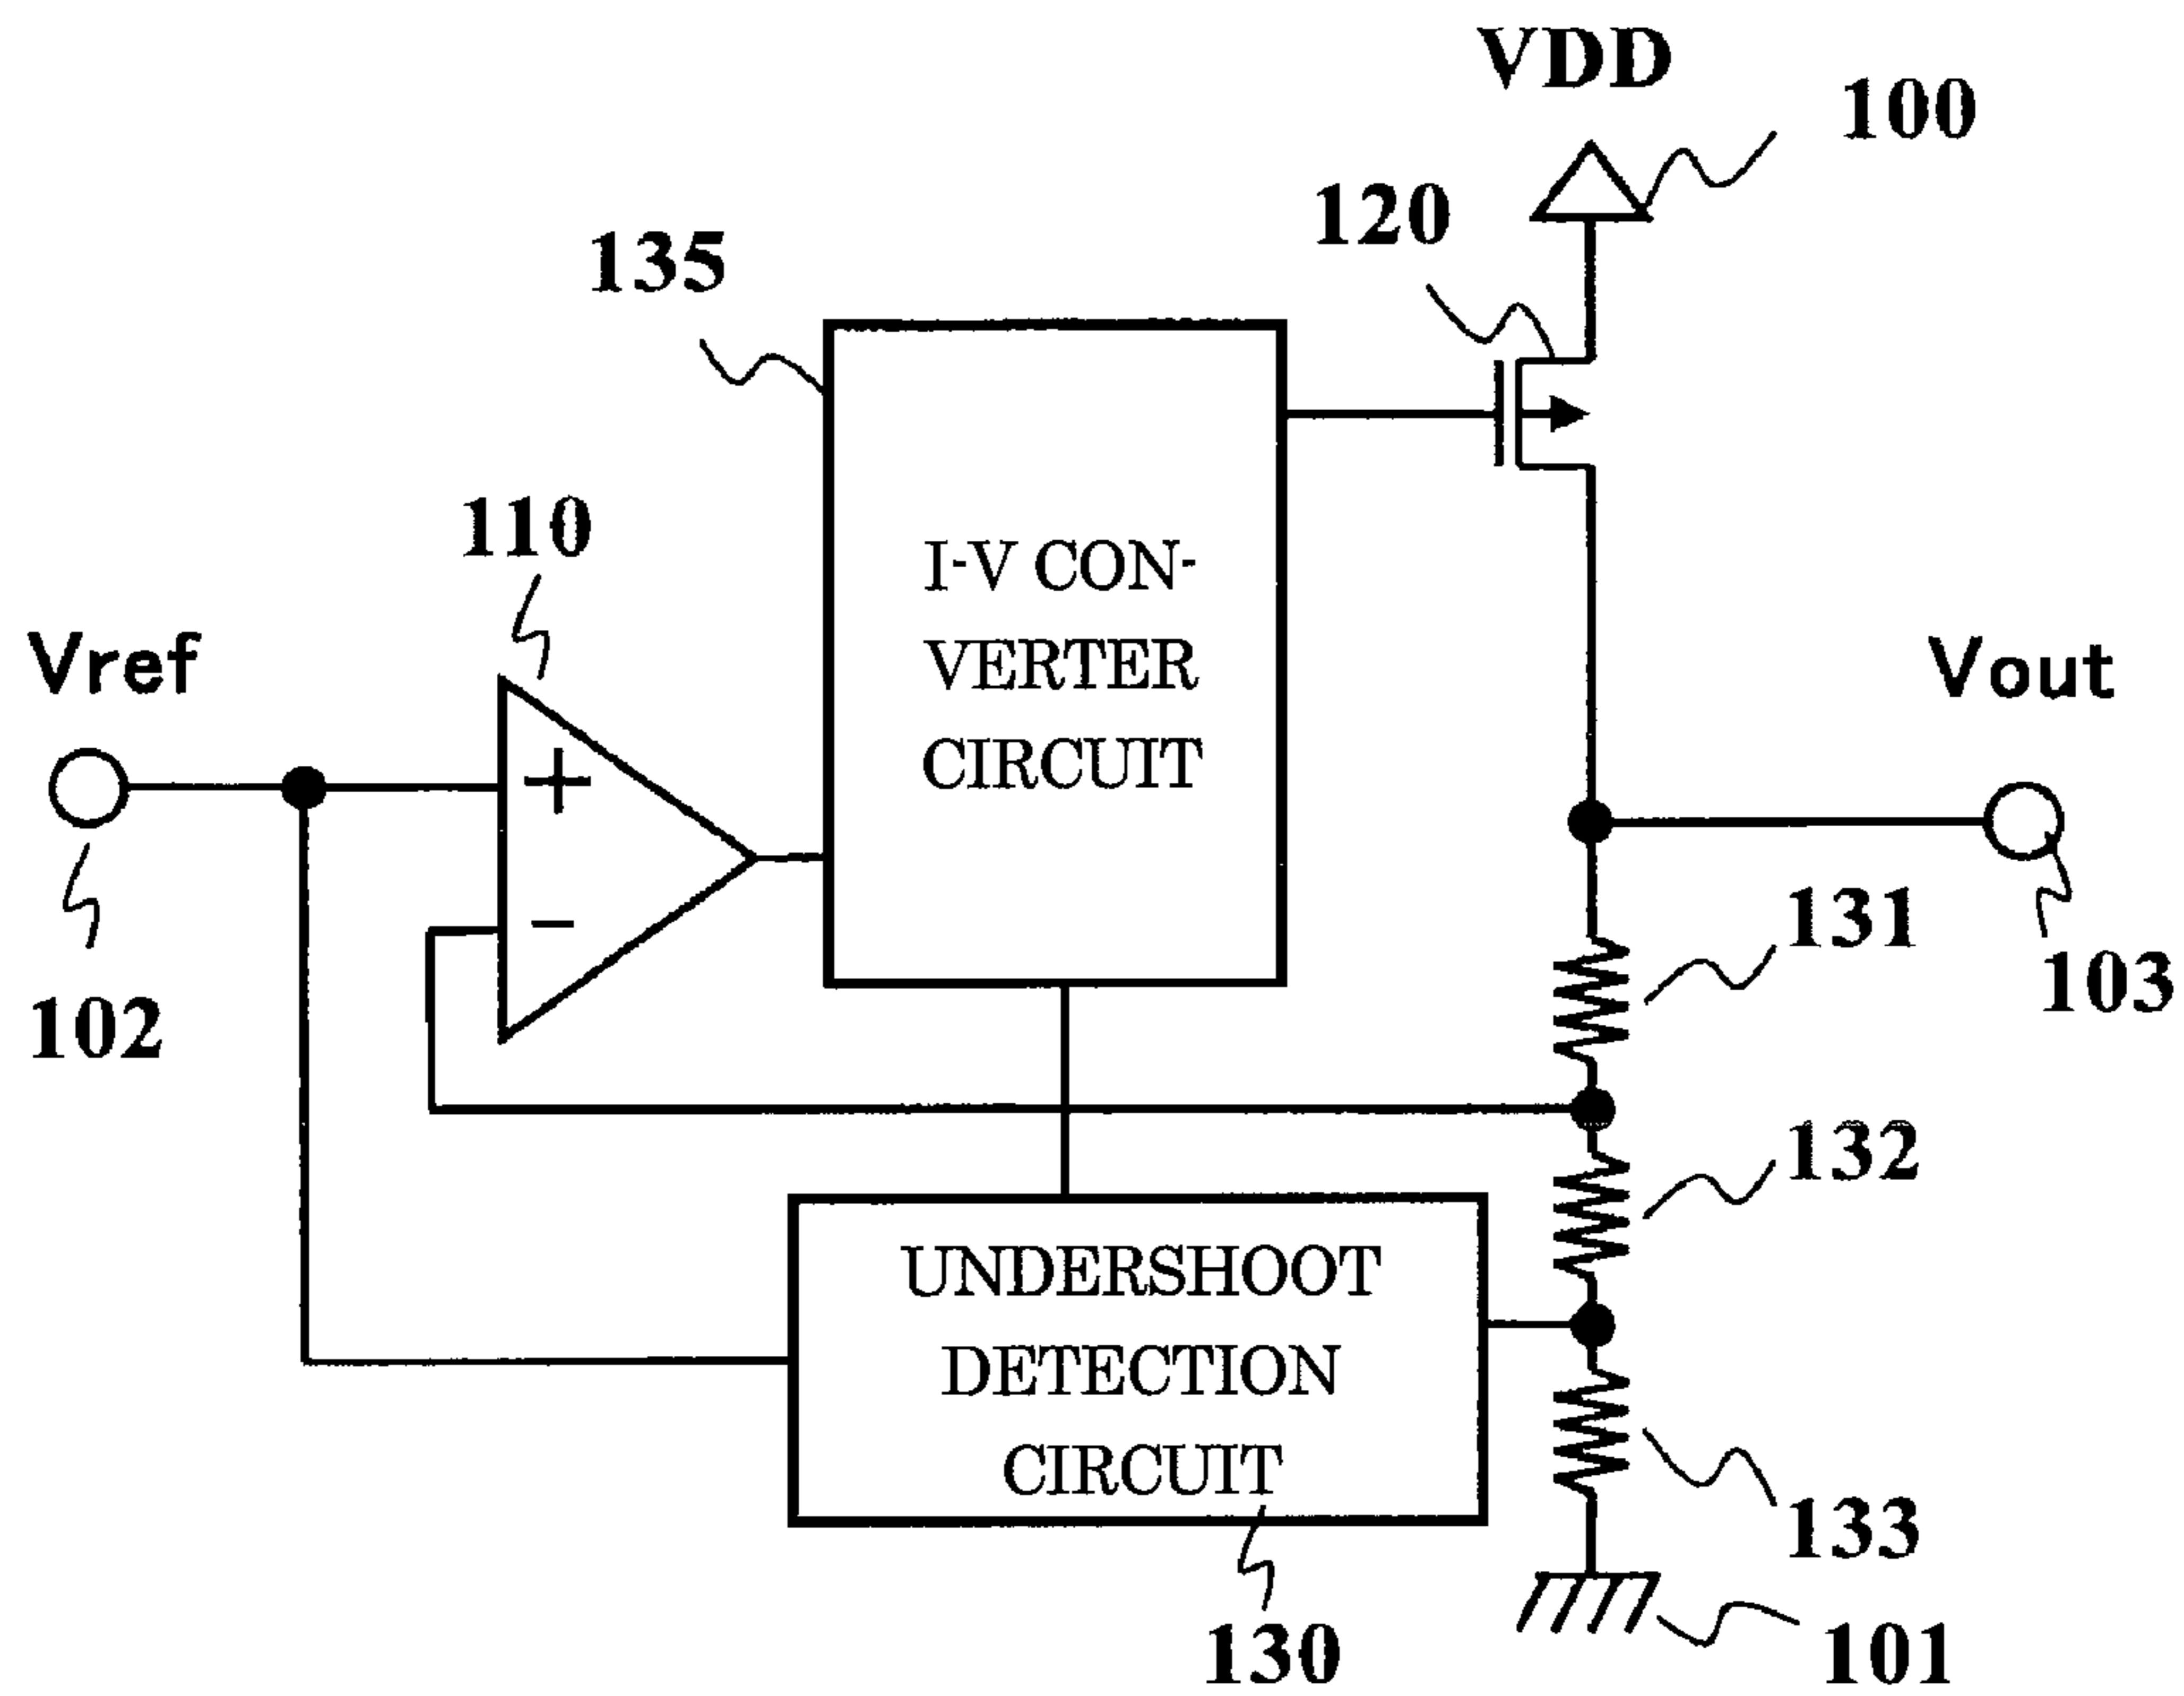 VDD
100
120
135
110
I-V CON-
VERTER
CIRCUIT
Vref
Vout
+
−
131
103
102
132
UNDERSHOOT
DETECTION
CIRCUIT
133
130
101